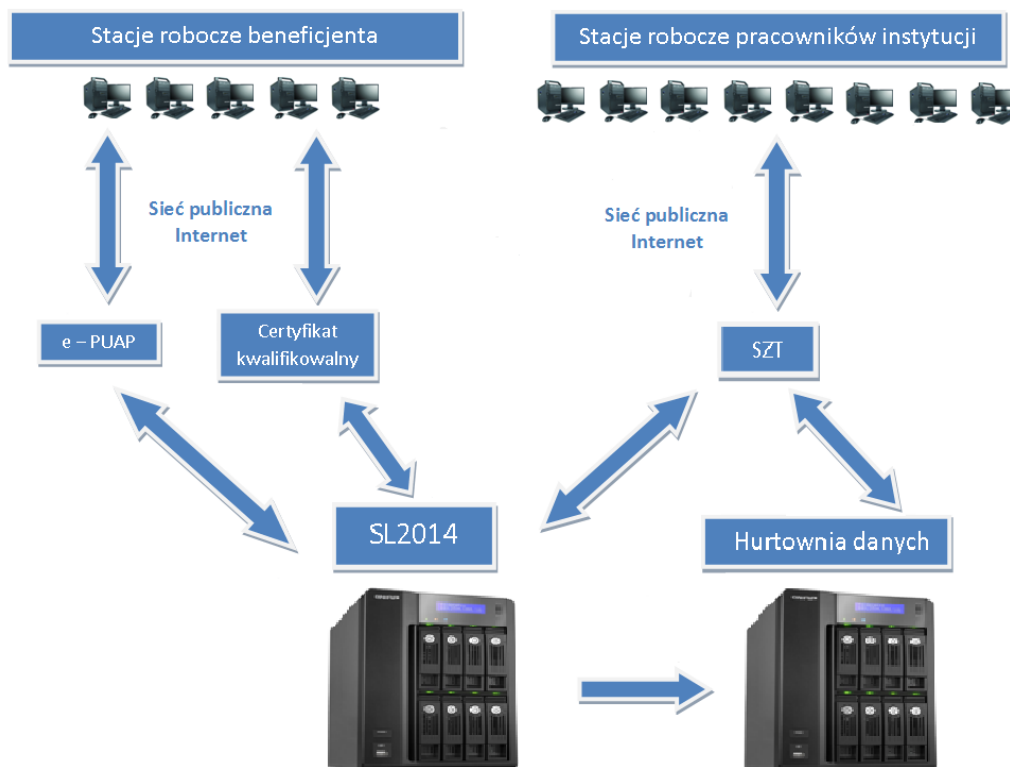 Stacje robocze beneficjenta
Stacje robocze pracowników instytucji
Sieć publiczna
Internet
Sieć publiczna
Internet
e – PUAP
Certyfikat
kwalifikowalny
SZT
SL2014
Hurtownia danych